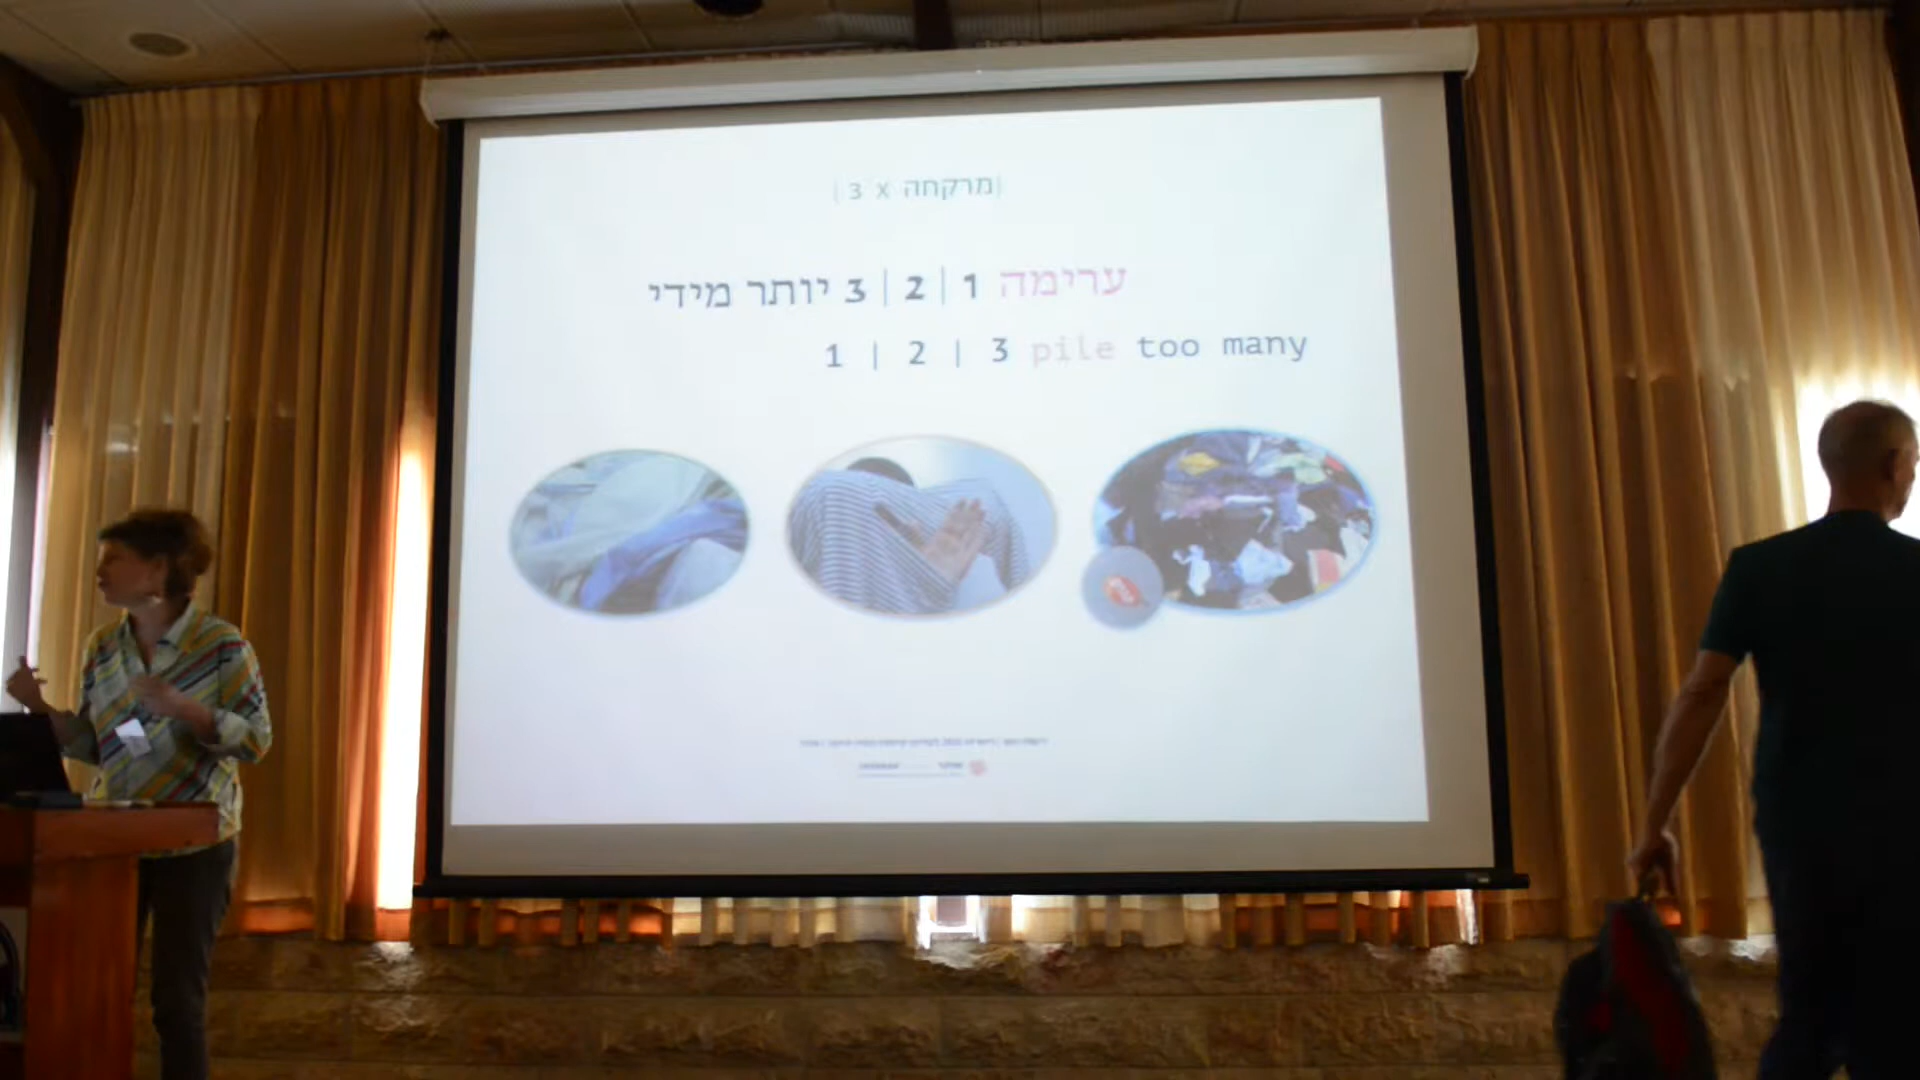 |מרקחה x 3|
ערימה 1 | 2 | 3 יותר מידי
1 | 2 | 3 pile too many